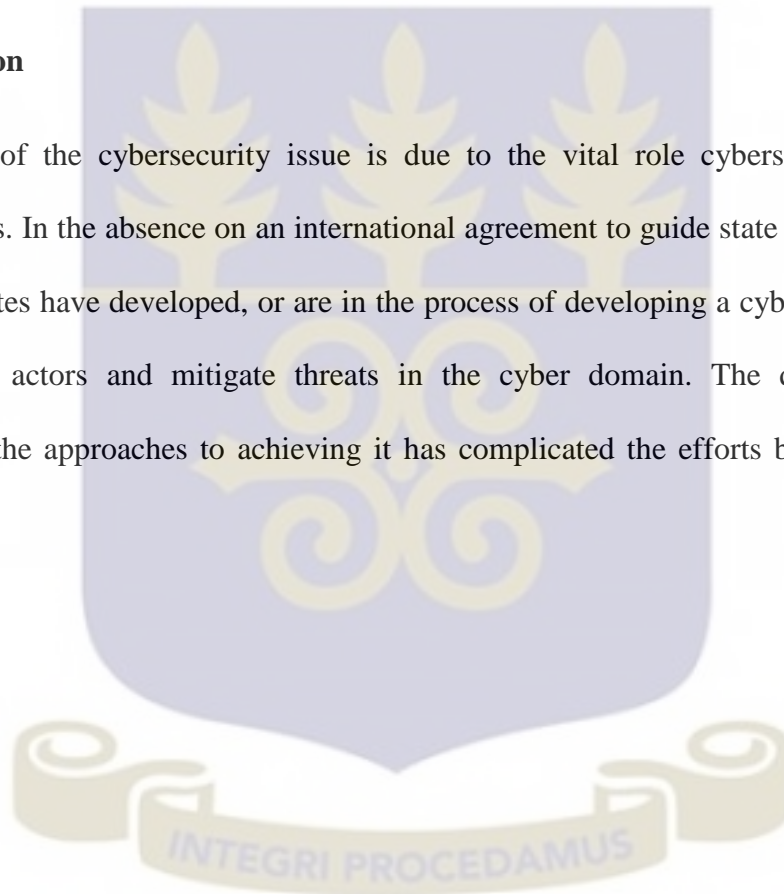 on
of the cybersecurity issue is due to the vital role cybers
s. In the absence on an international agreement to guide state
tes have developed, or are in the process of developing a cyb
actors and mitigate threats in the cyber domain. The
the approaches to achieving it has complicated the efforts b
INTEGRI PROCEDAMUS